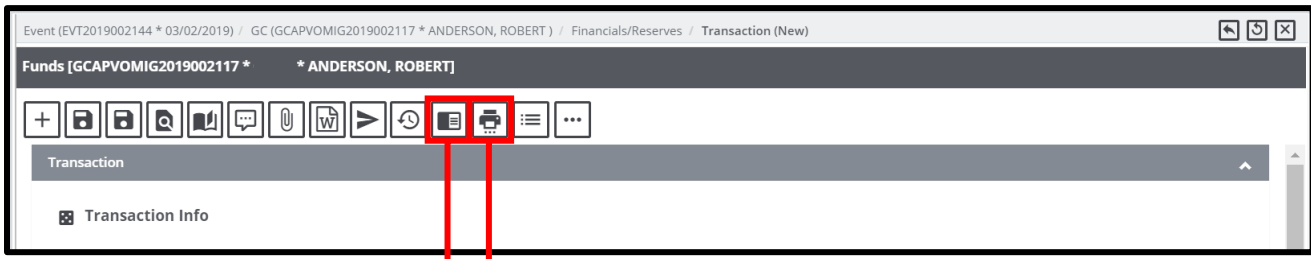 Event (EVT2019002144 * 03/02/2019) / GC (GCAPVOMIG2019002117 * ANDERSON, ROBERT ) / Financials/Reserves / Transaction (New)
Funds [GCAPVOMIG2019002117 * * ANDERSON, ROBERT]
W
Transaction
Transaction Info